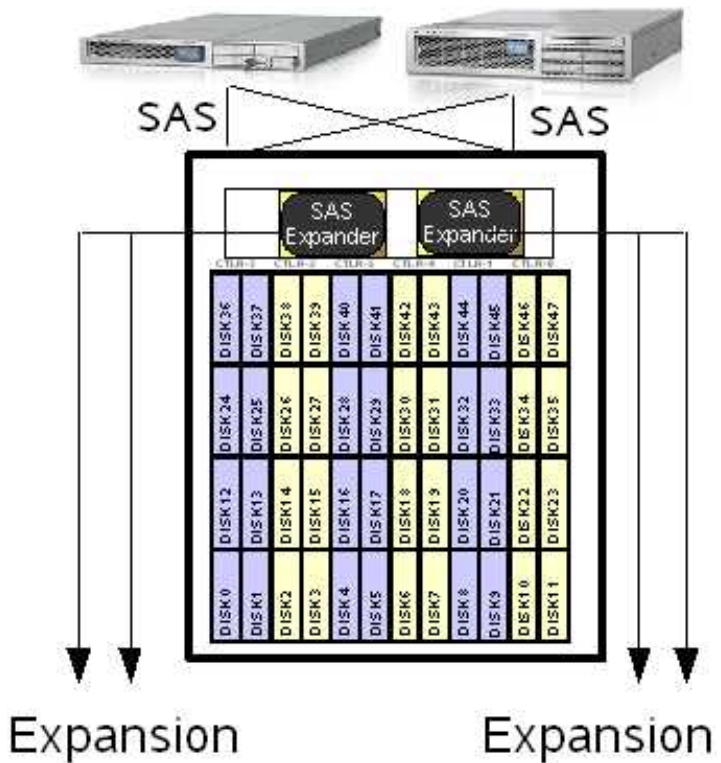 SAS SAS
SAS Expander
SAS Expander
DISK36 DISK37 DISK38 DISK39 DISK40 DISK41 DISK42 DISK43 DISK44 DISK45 DISK46 DISK47
DISK24 DISK25 DISK26 DISK27 DISK28 DISK29 DISK30 DISK31 DISK32 DISK33 DISK34 DISK35
DISK12 DISK13 DISK14 DISK15 DISK16 DISK17 DISK18 DISK19 DISK20 DISK21 DISK22 DISK23
DISK0 DISK1 DISK2 DISK3 DISK4 DISK5 DISK6 DISK7 DISK8 DISK9 DISK10 DISK11
Expansion Expansion